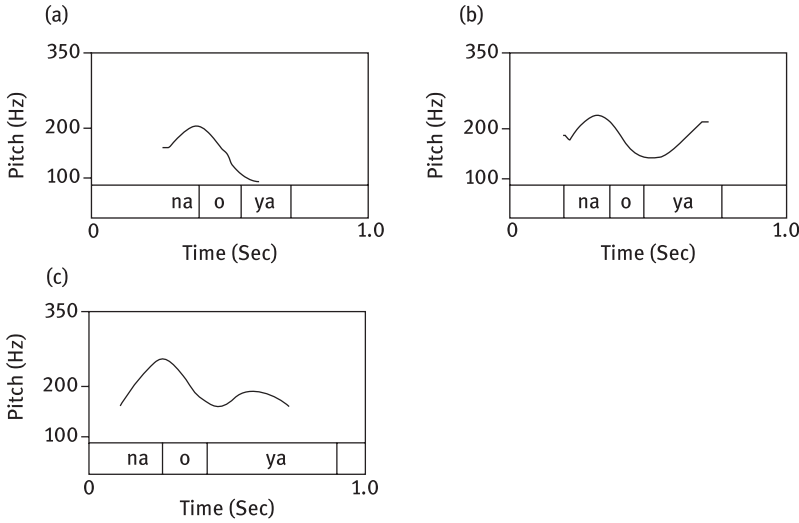 (a)
350
200
100
Pitch (Hz)
na o ya
0 1.0
Time (Sec)
(b)
350
200
100
Pitch (Hz)
na o ya
0 1.0
Time (Sec)
(c)
350
200
100
Pitch (Hz)
na o ya
0 1.0
Time (Sec)